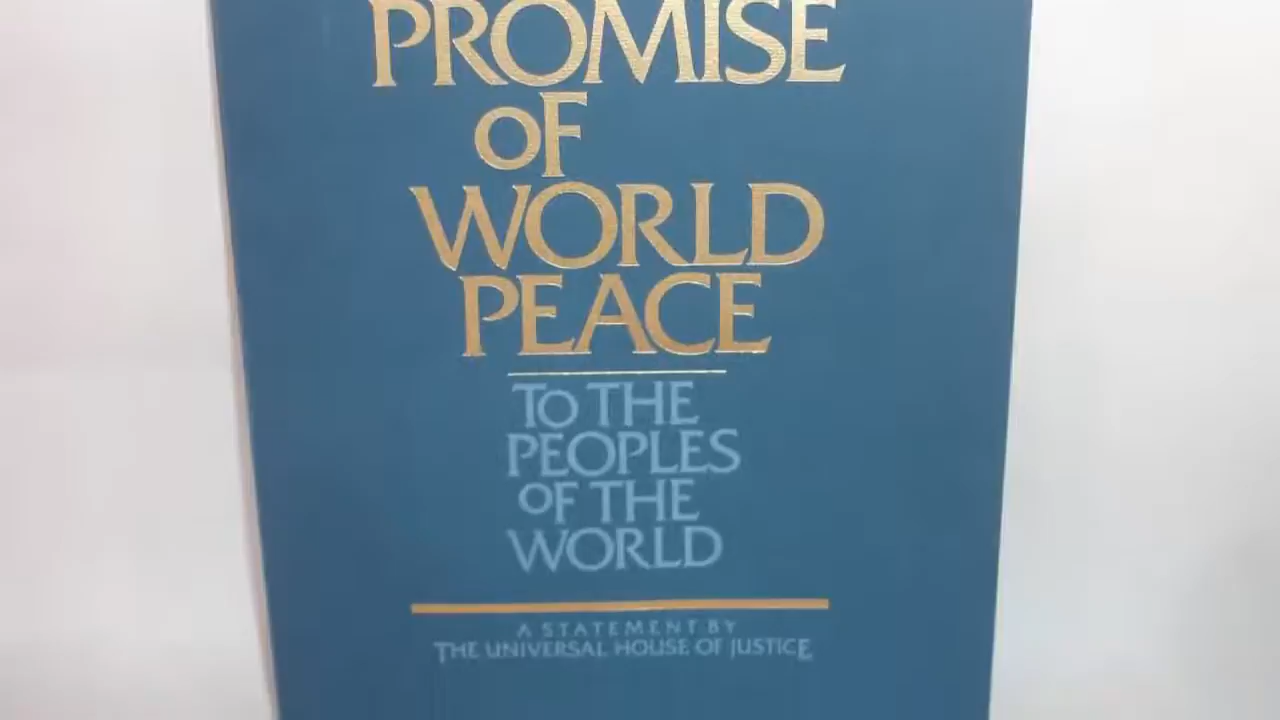 PROMISE
OF
WORLD
PEACE
TO THE
PEOPLES
OF THE
WORLD
A STATEMENT BY
THE UNIVERSAL HOUSE OF JUSTICE